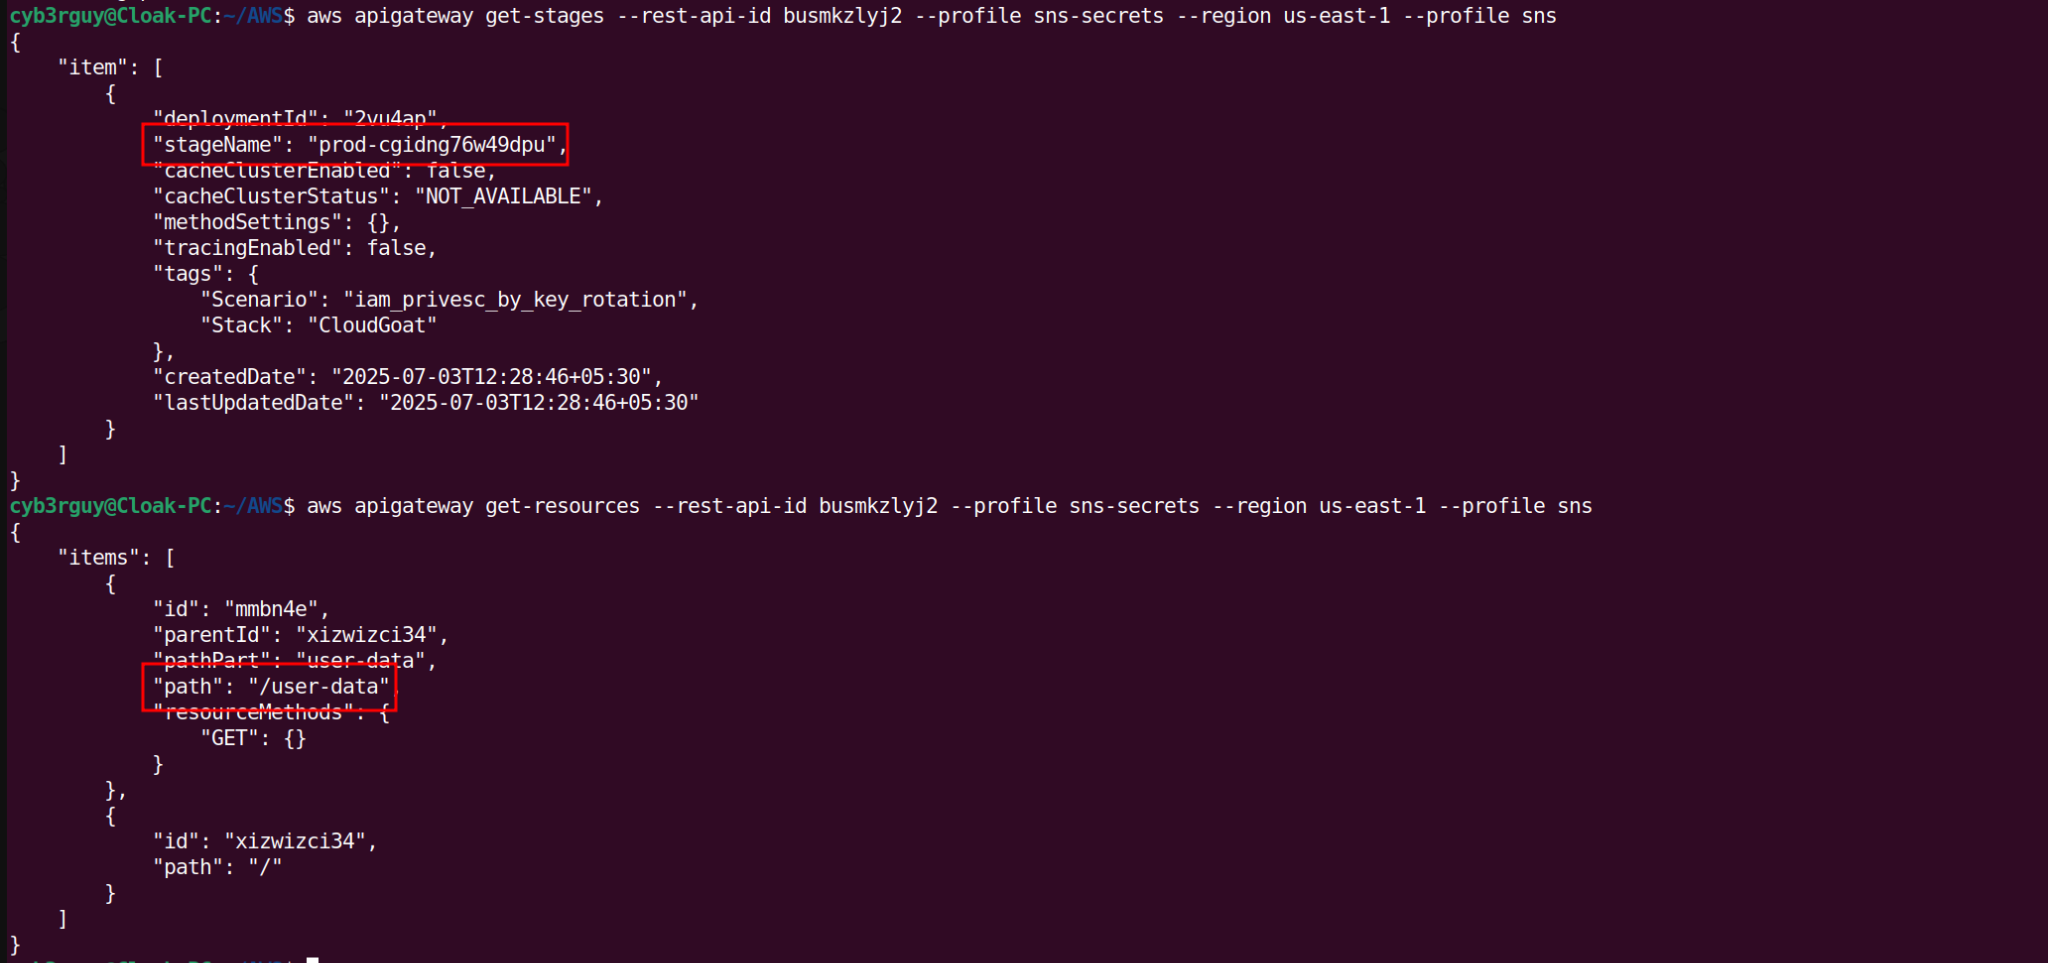 cyb3rguy@Cloak-PC:~/AWS$ aws apigateway get-stages --rest-api-id busmkzlyj2 --profile sns-secrets --region us-east-1 --profile sns
{
    "item": [
        {
            "deploymentId": "2vu4ap",
            "stageName": "prod-cgidng76w49dpu",
            "cacheClusterEnabled": false,
            "cacheClusterStatus": "NOT_AVAILABLE",
            "methodSettings": {},
            "tracingEnabled": false,
            "tags": {
                "Scenario": "iam_privesc_by_key_rotation",
                "Stack": "CloudGoat"
            },
            "createdDate": "2025-07-03T12:28:46+05:30",
            "lastUpdatedDate": "2025-07-03T12:28:46+05:30"
        }
    ]
}
cyb3rguy@Cloak-PC:~/AWS$ aws apigateway get-resources --rest-api-id busmkzlyj2 --profile sns-secrets --region us-east-1 --profile sns
{
    "items": [
        {
            "id": "mmbn4e",
            "parentId": "xizwizci34",
            "pathPart": "user-data",
            "path": "/user-data",
            "resourceMethods": {
                "GET": {}
            }
        },
        {
            "id": "xizwizci34",
            "path": "/"
        }
    ]
}